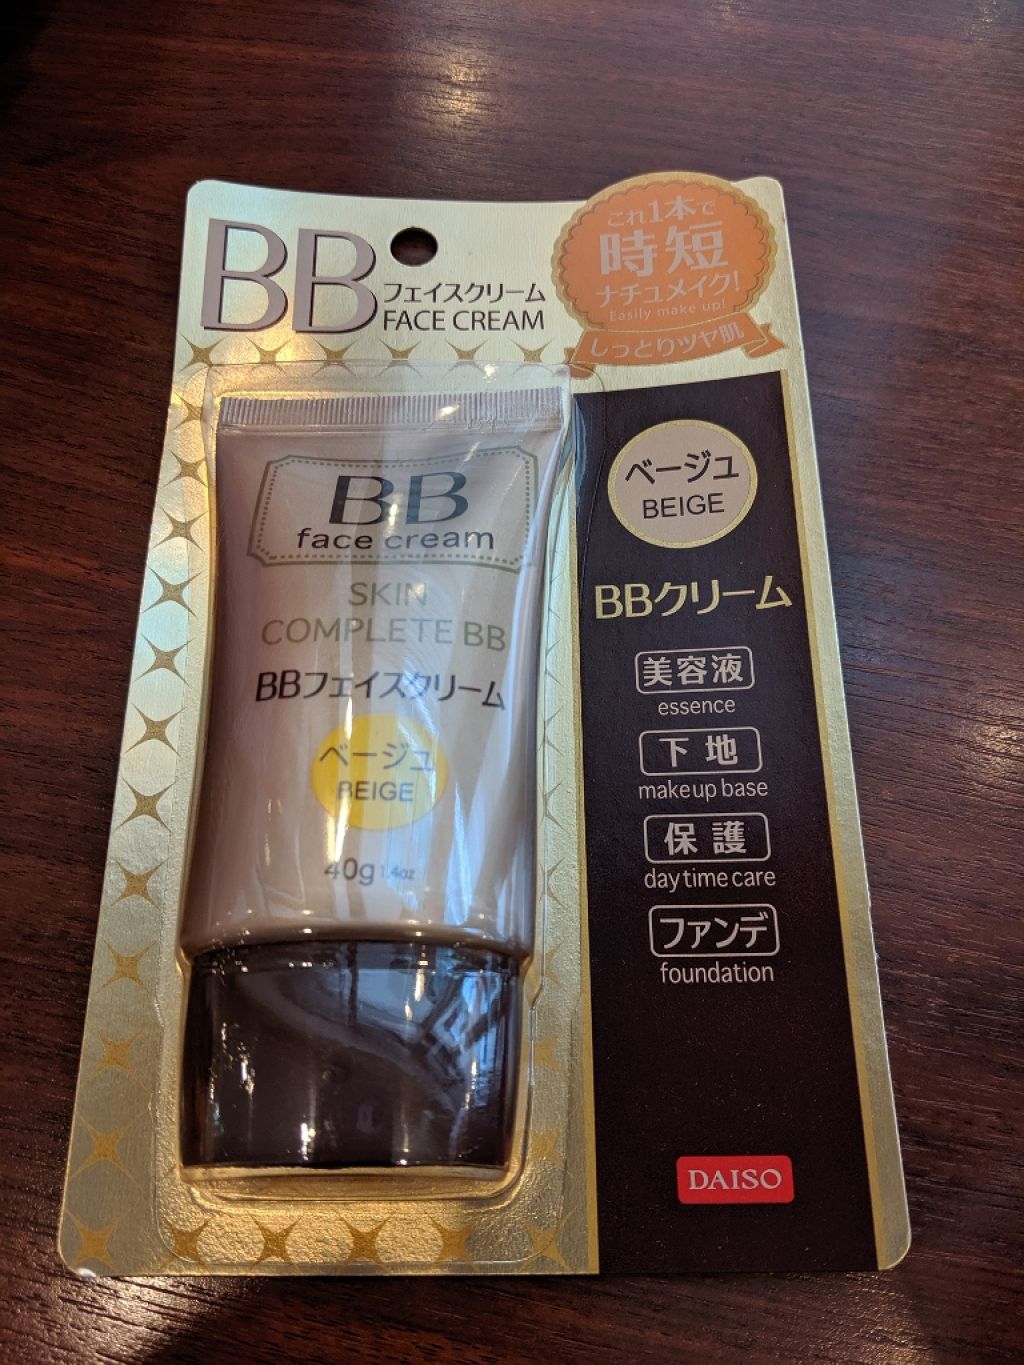 BB
フェイスクリーム
FACE CREAM
これ1本で
時短
ナチュメイク!
Easily make up!
しっとりツヤ肌
BB
face cream
SKIN
COMPLETE BB
BBフェイスクリーム
ベージュ
BEIGE
40g 1.4oz
ベージュ
BEIGE
BBクリーム
美容液
essence
下地
makeup base
保護
daytime care
ファンデ
foundation
DAISO